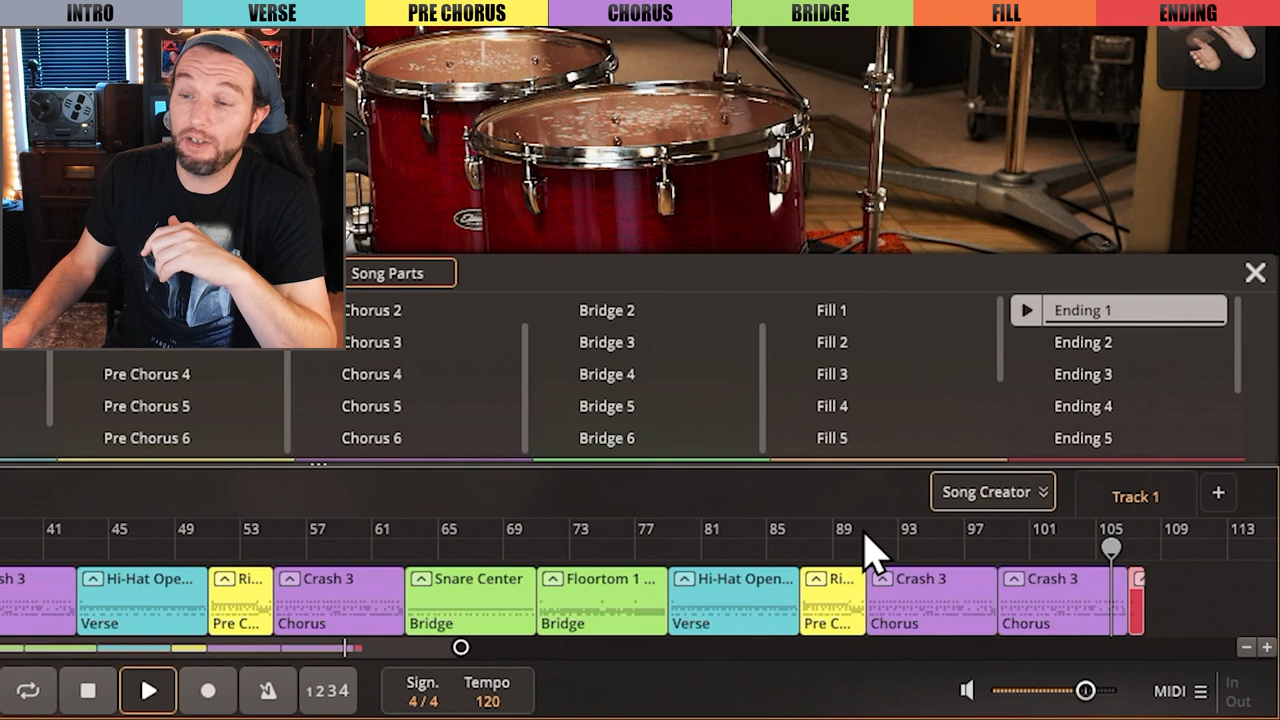 INTRO VERSE PRE CHORUS CHORUS BRIDGE FILL ENDING
Song Parts
Chorus 2 Bridge 2 Fill 1 Ending 1
Chorus 3 Bridge 3 Fill 2 Ending 2
Pre Chorus 4 Chorus 4 Bridge 4 Fill 3 Ending 3
Pre Chorus 5 Chorus 5 Bridge 5 Fill 4 Ending 4
Pre Chorus 6 Chorus 6 Bridge 6 Fill 5 Ending 5
Song Creator Track 1 +
41 45 49 53 57 61 65 69 73 77 81 85 89 93 97 101 105 109 113
sh 3 Hi-Hat Ope... Ri... Crash 3 Snare Center Floortom 1 ... Hi-Hat Open... Ri... Crash 3 Crash 3
Verse Pre C... Chorus Bridge Bridge Verse Pre C... Chorus Chorus
1 2 3 4
Sign. Tempo
4 / 4 120
MIDI
In
Out